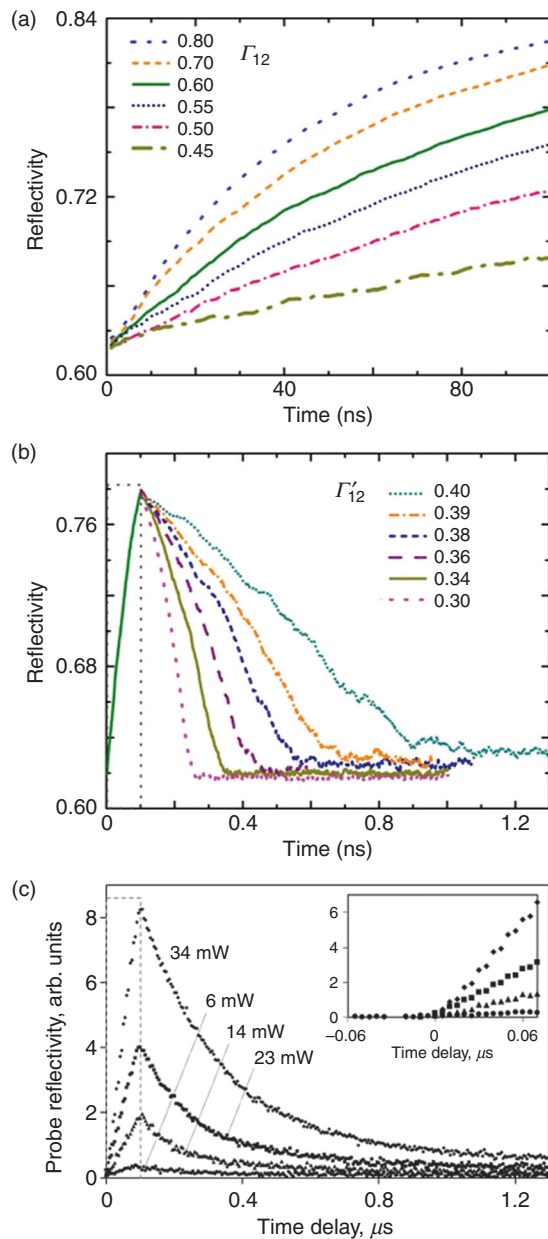 (a)
0.84
0.80
0.70
0.60
0.55
0.50
0.45
Γ12
0.72
0.60
Reflectivity
40
80
Time (ns)
(b)
Γ′12
0.40
0.39
0.38
0.36
0.34
0.30
0.76
0.68
0.60
Reflectivity
0
0.4
0.8
1.2
Time (ns)
(c)
8
6
4
2
0
Probe reflectivity, arb. units
34 mW
6 mW
14 mW
23 mW
6
4
2
0
−0.06
0
0.06
Time delay, μs
0
0.4
0.8
1.2
Time delay, μs